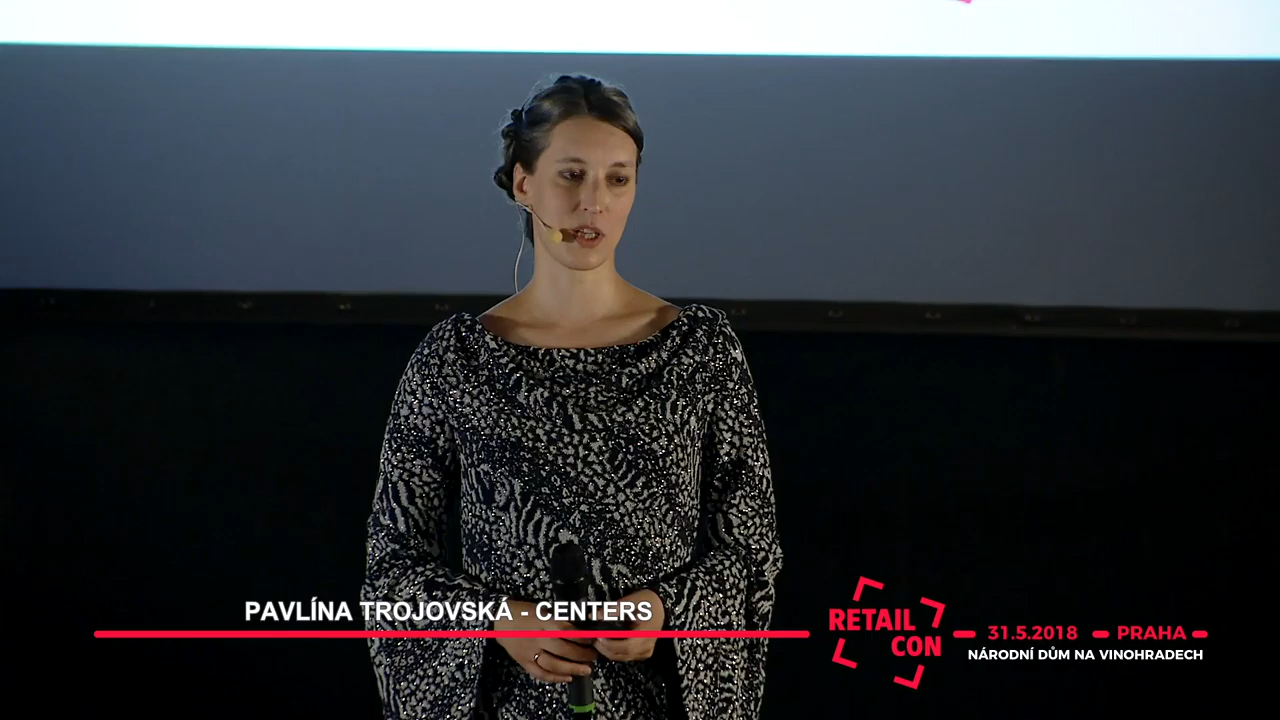 PAVLÍNA TROJOVSKÁ - CENTERS
RETAIL
CON
31.5.2018 PRAHA
NÁRODNÍ DŮM NA VINOHRADECH